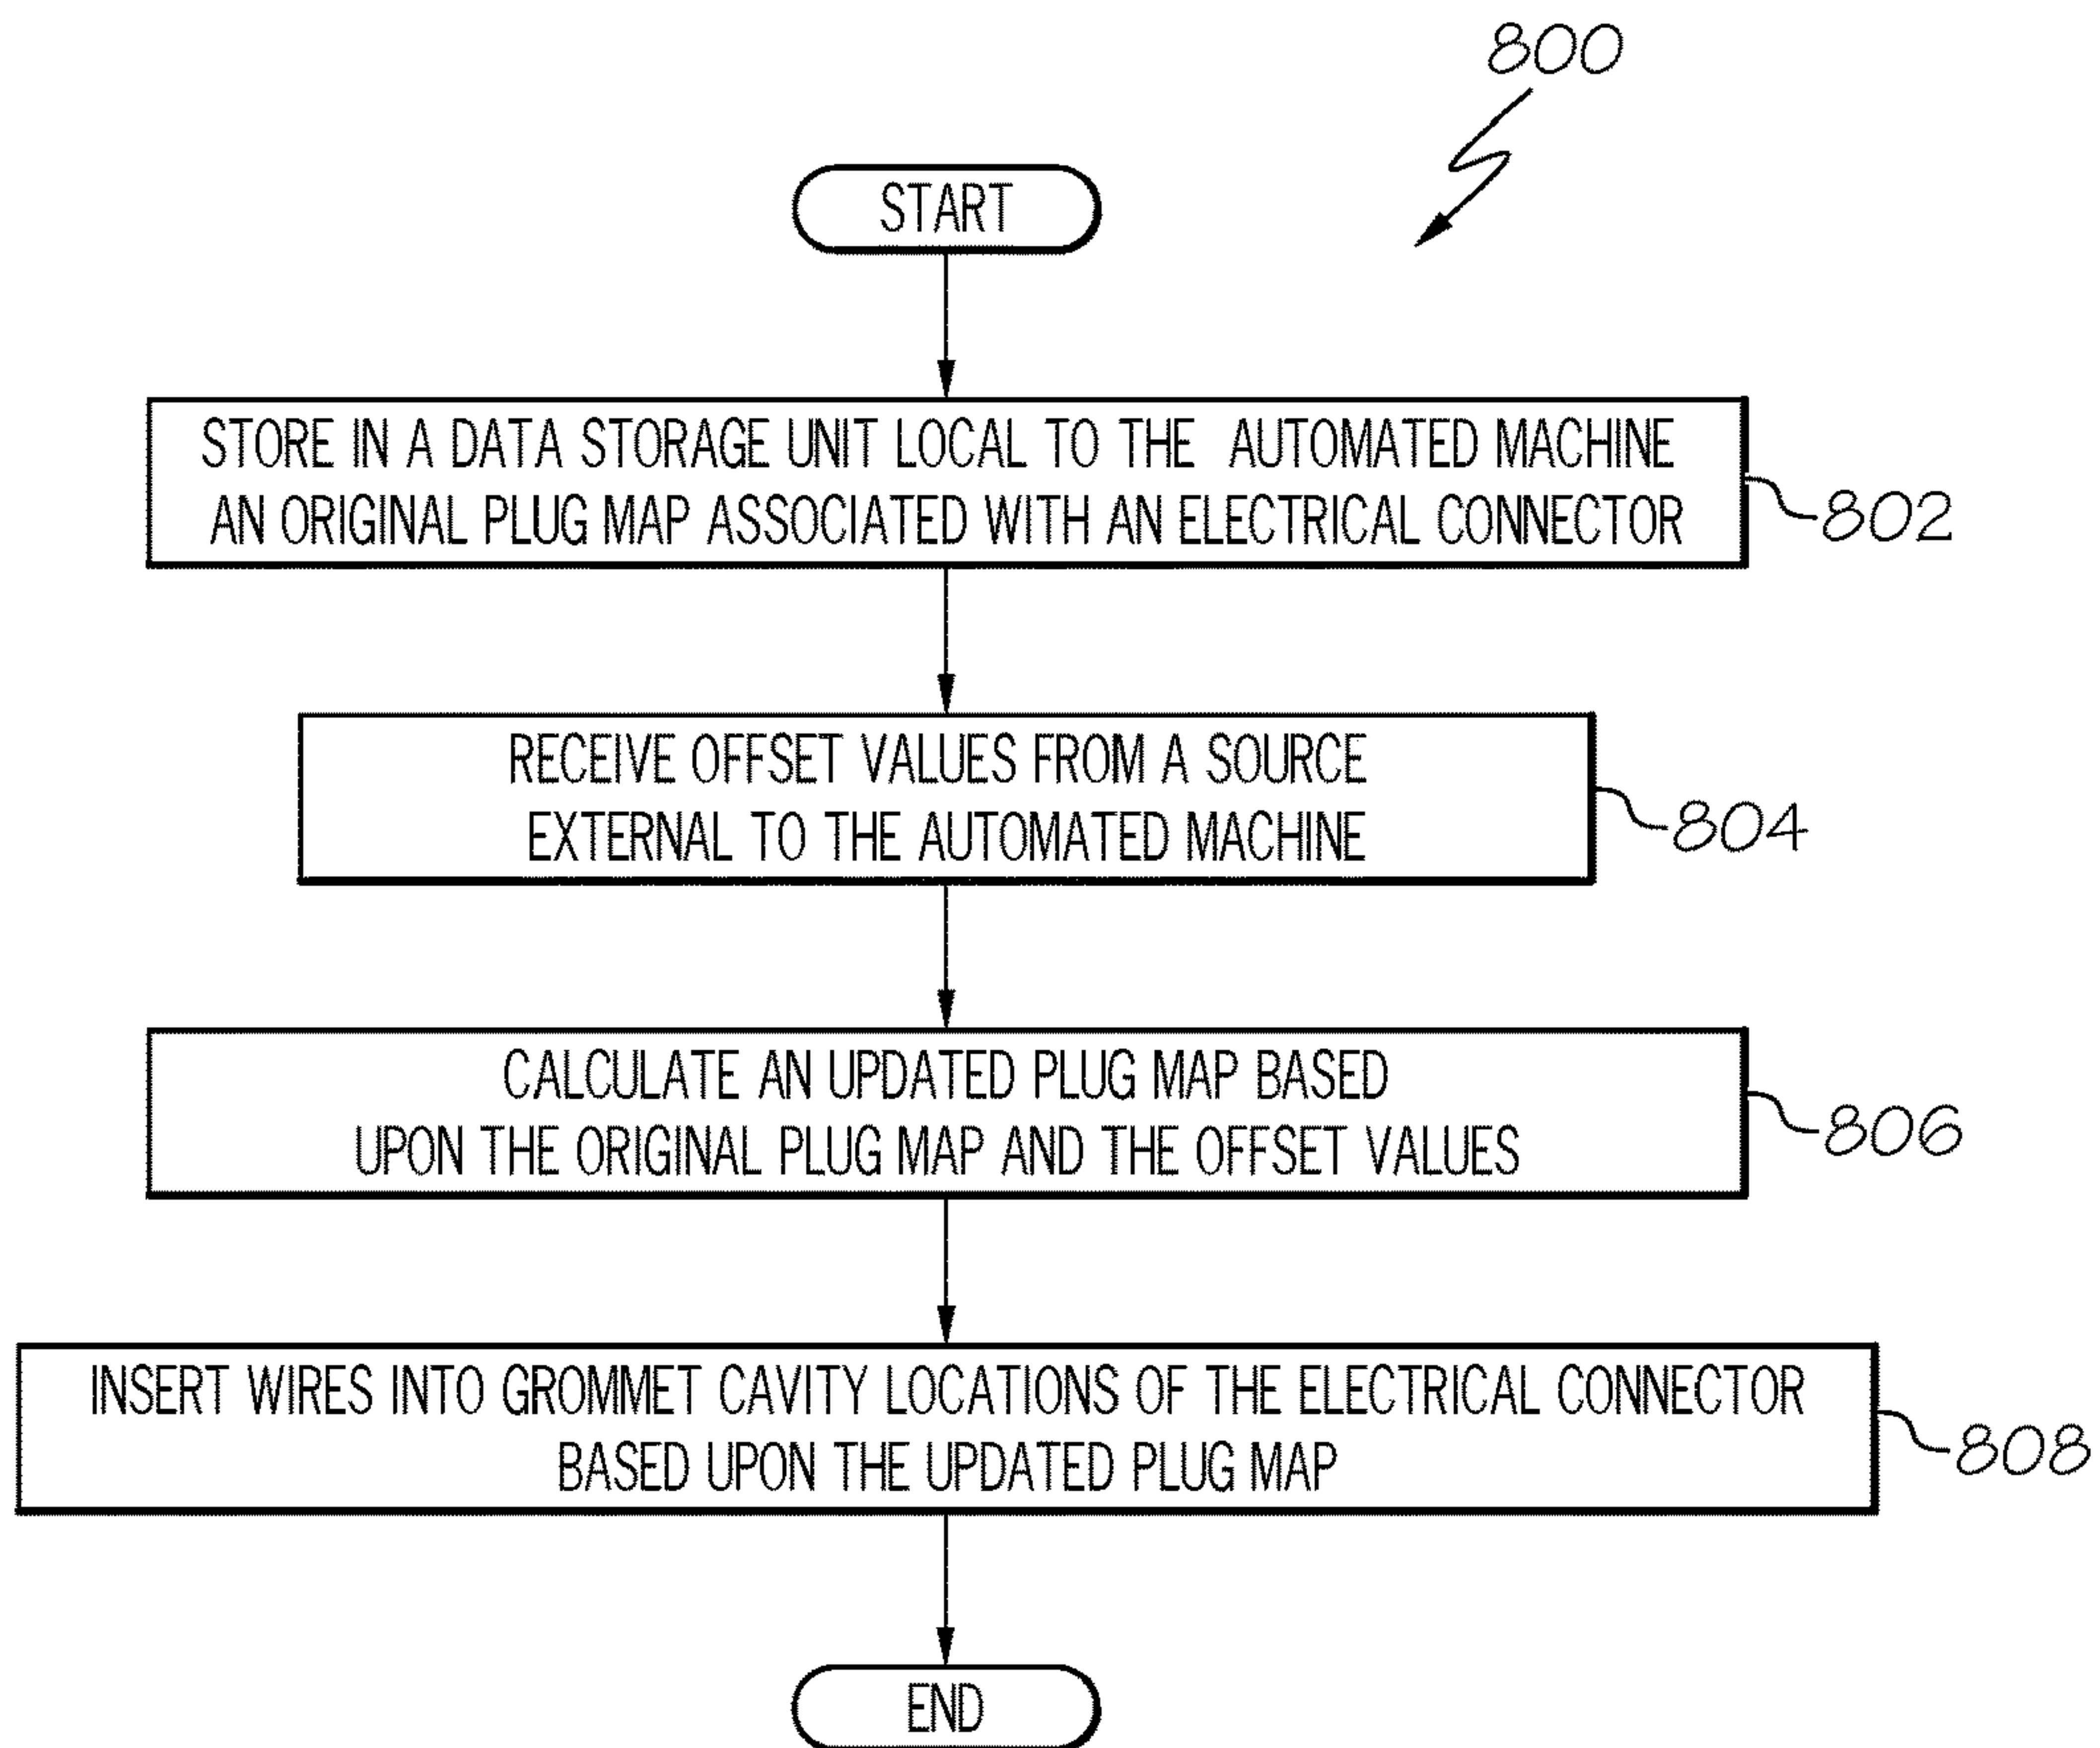 800
START
STORE IN A DATA STORAGE UNIT LOCAL TO THE AUTOMATED MACHINE
AN ORIGINAL PLUG MAP ASSOCIATED WITH AN ELECTRICAL CONNECTOR
802
RECEIVE OFFSET VALUES FROM A SOURCE
EXTERNAL TO THE AUTOMATED MACHINE
804
CALCULATE AN UPDATED PLUG MAP BASED
UPON THE ORIGINAL PLUG MAP AND THE OFFSET VALUES
806
INSERT WIRES INTO GROMMET CAVITY LOCATIONS OF THE ELECTRICAL CONNECTOR
BASED UPON THE UPDATED PLUG MAP
808
END